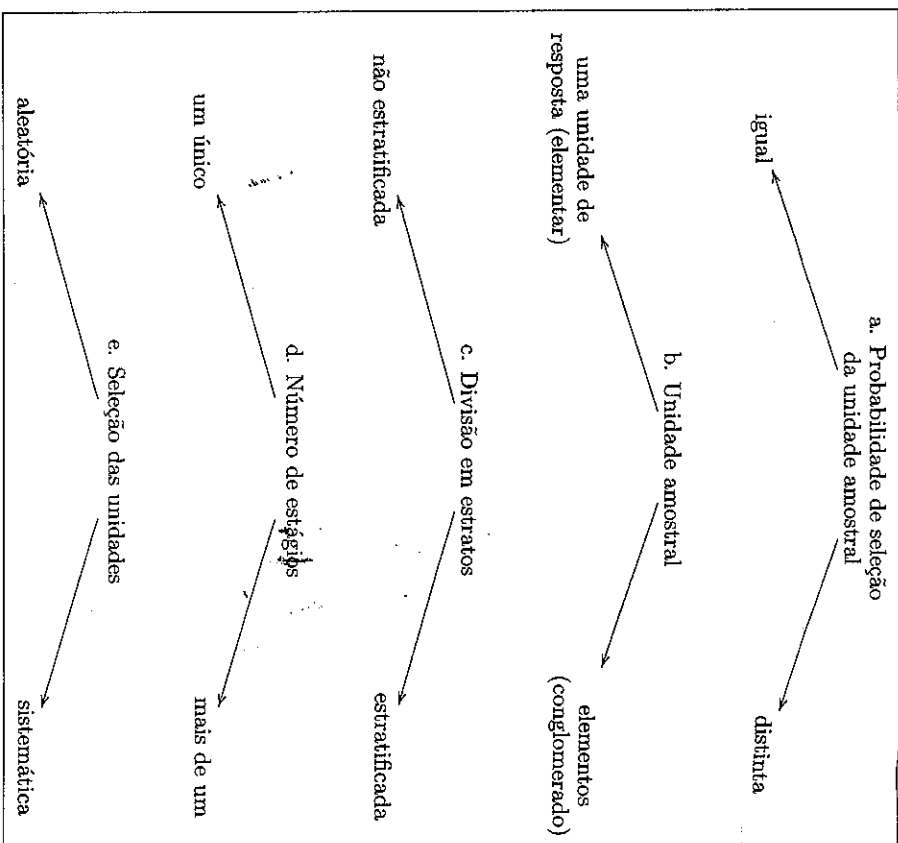 a. Probabilidade de seleção
da unidade amostral
igual
distinta
b. Unidade amostral
uma unidade de
resposta (elementar)
elementos
(conglomerado)
c. Divisão em estratos
não estratificada
estratificada
d. Número de estágios
um único
mais de um
e. Seleção das unidades
aleatória
sistemática